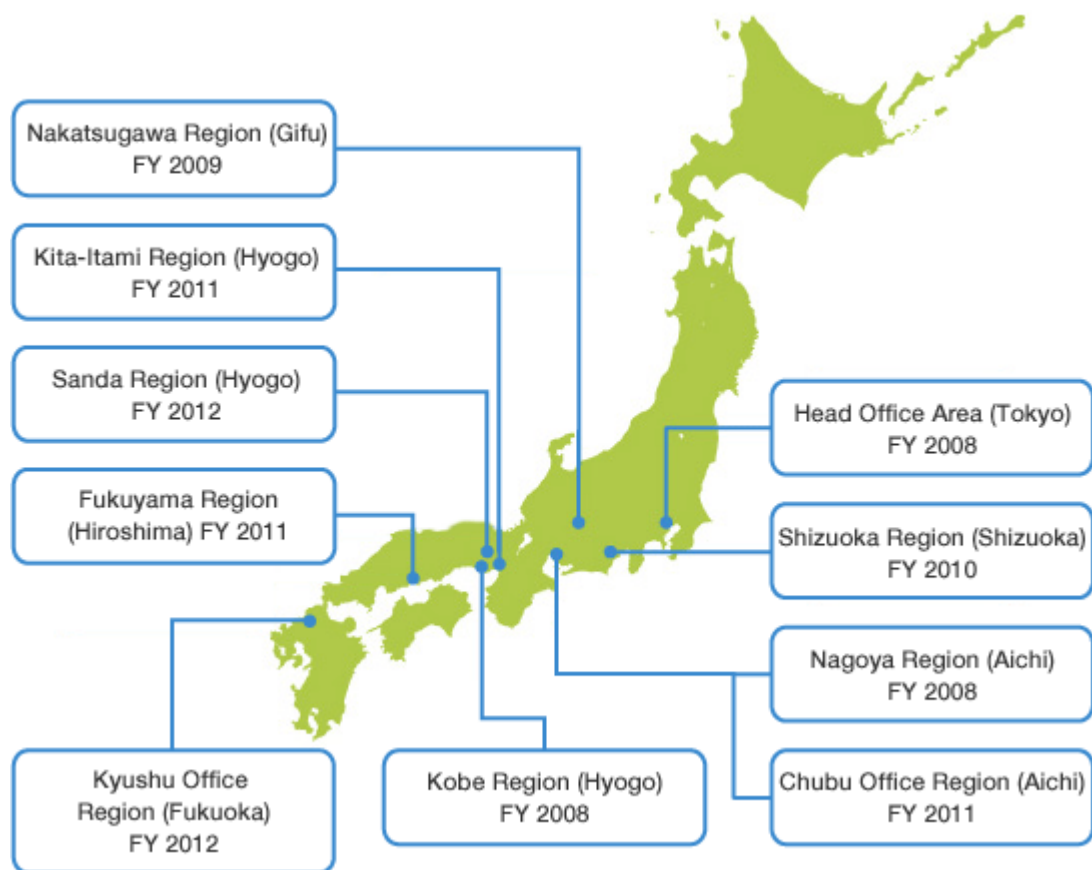 Nakatsugawa Region (Gifu)
FY 2009
Kita-Itami Region (Hyogo)
FY 2011
Sanda Region (Hyogo)
FY 2012
Fukuyama Region
(Hiroshima) FY 2011
Kyushu Office
Region (Fukuoka)
FY 2012
Kobe Region (Hyogo)
FY 2008
Head Office Area (Tokyo)
FY 2008
Shizuoka Region (Shizuoka)
FY 2010
Nagoya Region (Aichi)
FY 2008
Chubu Office Region (Aichi)
FY 2011